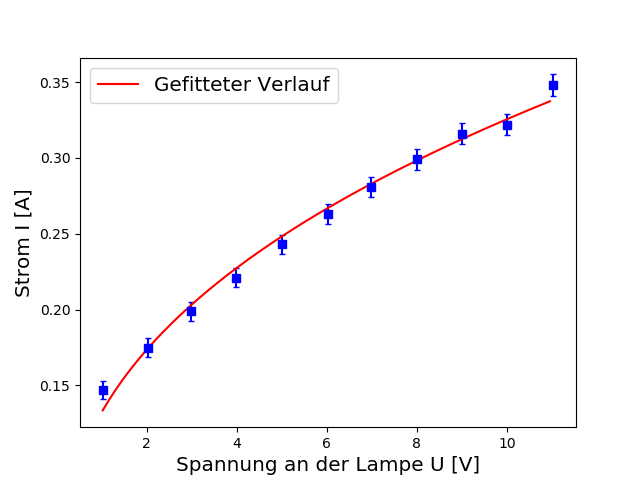 Gefitteter Verlauf
0.35
0.30
0.25
0.20
0.15
Strom I [A]
2 4 6 8 10
Spannung an der Lampe U [V]